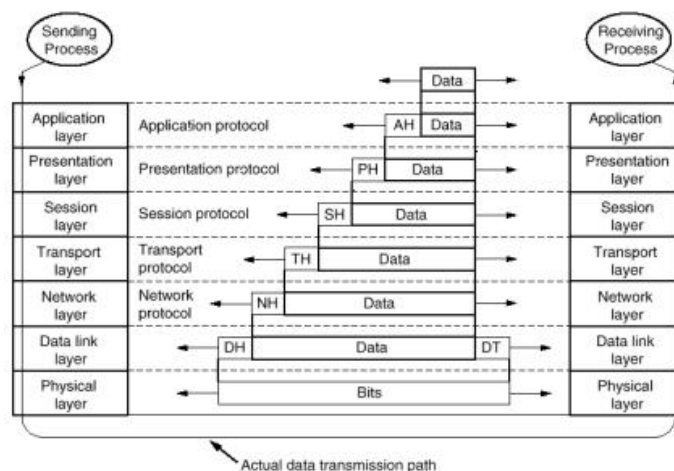 Sending
Process
Receiving
Process
Data
Application
layer
Application protocol
AH
Data
Application
layer
Presentation
layer
Presentation protocol
PH
Data
Presentation
layer
Session
layer
Session protocol
SH
Data
Session
layer
Transport
layer
Transport
protocol
TH
Data
Transport
layer
Network
layer
Network
protocol
NH
Data
Network
layer
Data link
layer
DH
Data
DT
Data link
layer
Physical
layer
Bits
Physical
layer
Actual data transmission path